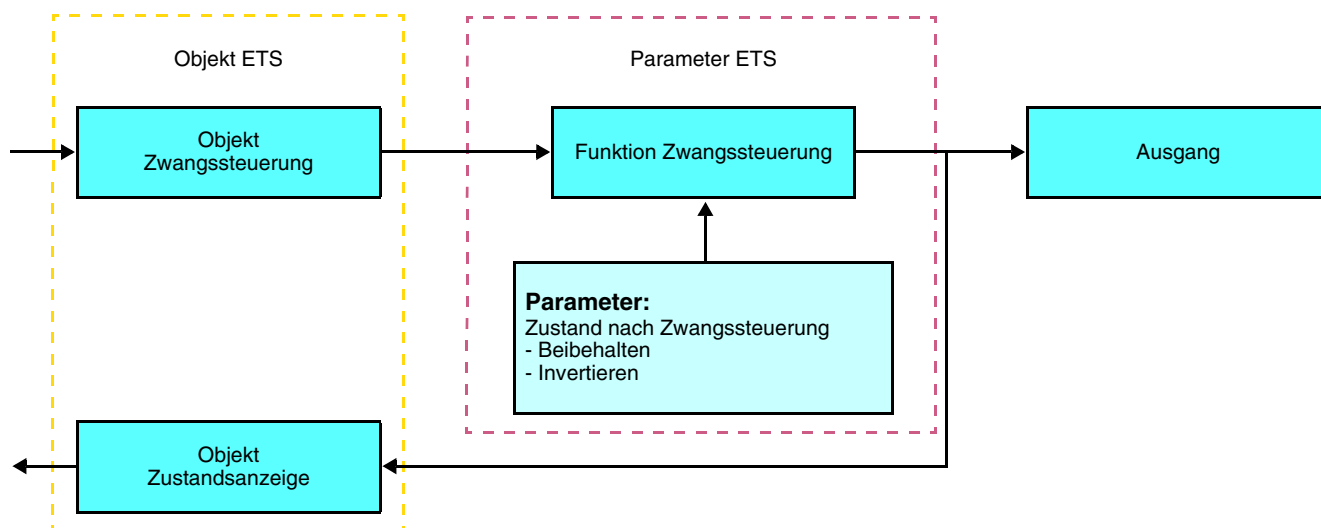 Objekt ETS
Parameter ETS
Objekt
Zwangssteuerung
Funktion Zwangssteuerung
Ausgang
Parameter:
Zustand nach Zwangssteuerung
- Beibehalten
- Invertieren
Objekt
Zustandsanzeige